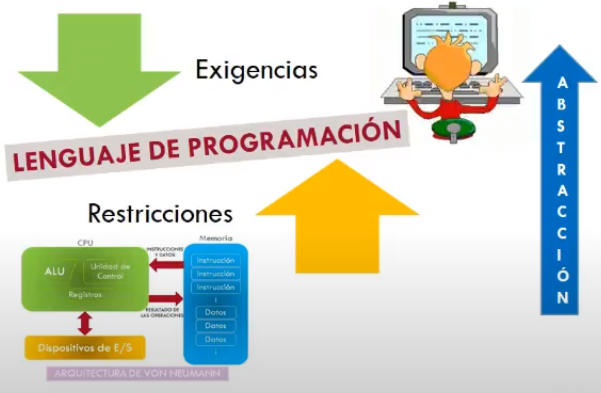 Exigencias
LENGUAJE DE PROGRAMACIÓN
ABSTRACCIÓN
Restricciones
CPU
Memoria
ALU
Unidad de
Control
Registros
INSTRUCCIONES
Y DATOS
RESULTADO DE
LAS OPERACIONES
Instrucción
Instrucción
Instrucción
Datos
Datos
Datos
Dispositivos de E/S
ARQUITECTURA DE VON NEUMANN